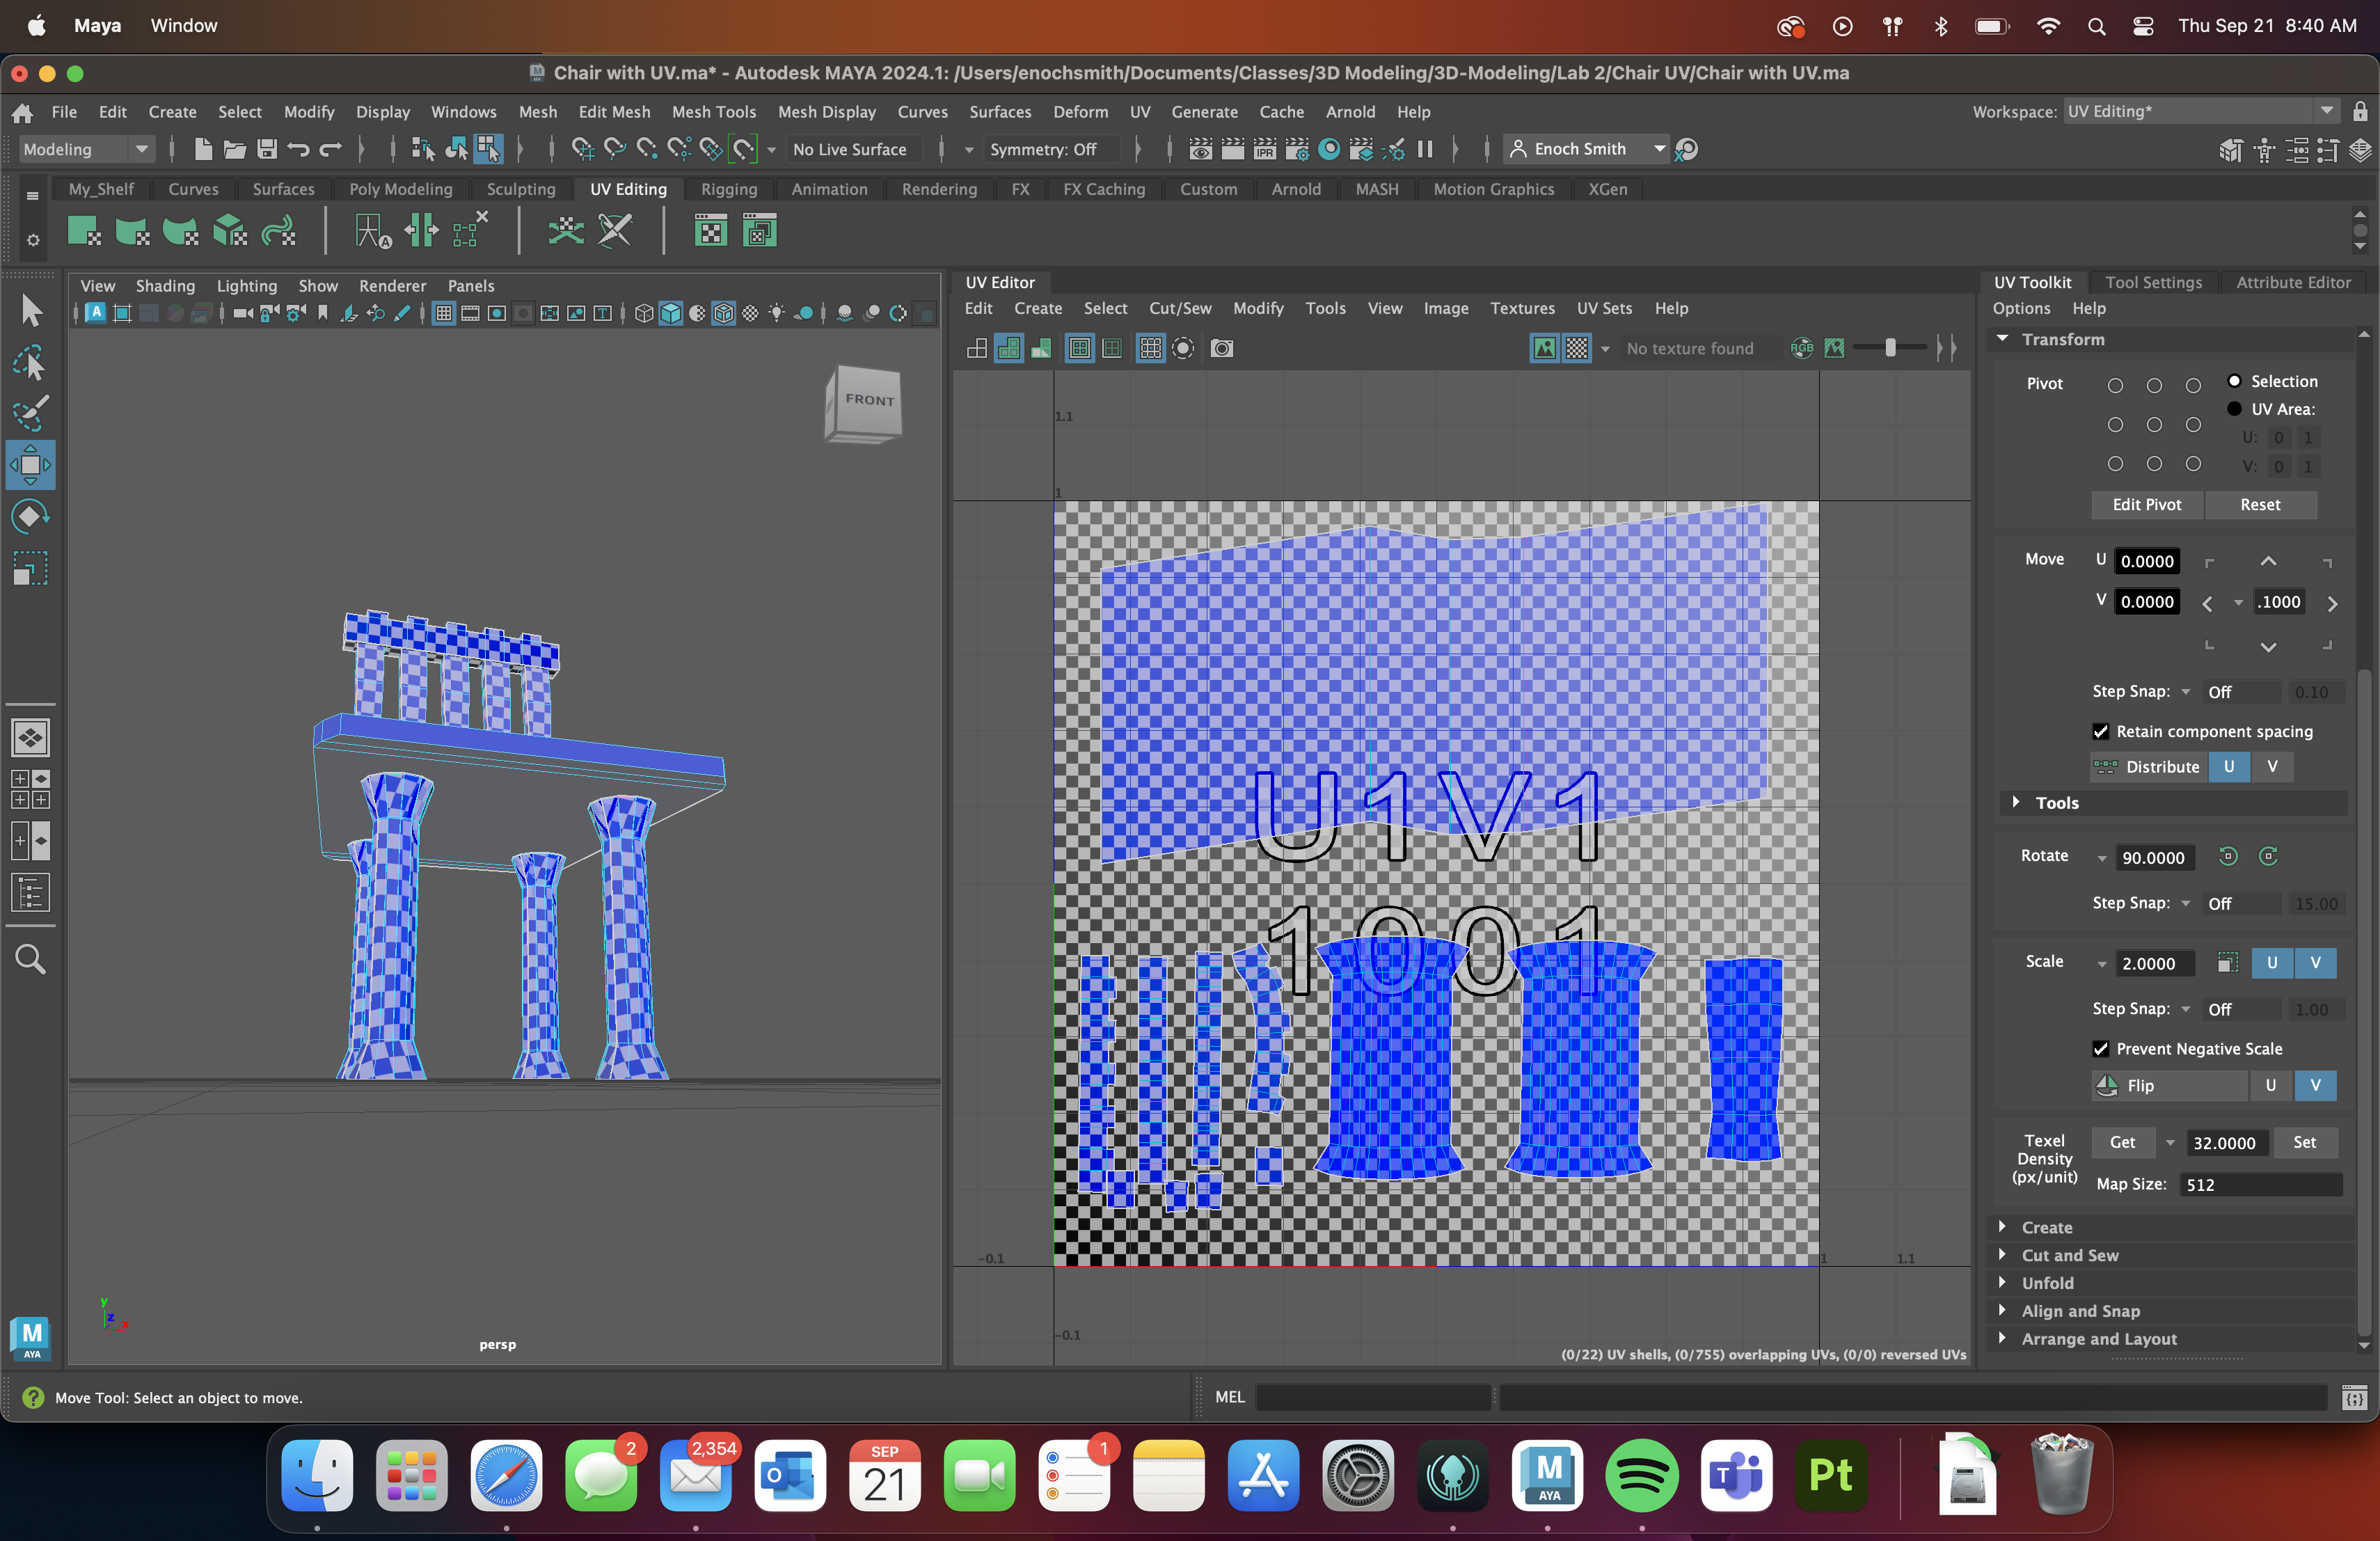 Maya Window
Thu Sep 21 8:40 AM
Chair with UV.ma* - Autodesk MAYA 2024.1: /Users/enochsmith/Documents/Classes/3D Modeling/3D-Modeling/Lab 2/Chair UV/Chair with UV.ma
File Edit Create Select Modify Display Windows Mesh Edit Mesh Mesh Tools Mesh Display Curves Surfaces Deform UV Generate Cache Arnold Help
Workspace: UV Editing*
Modeling
No Live Surface
Symmetry: Off
IPR
Enoch Smith
My_Shelf Curves Surfaces Poly Modeling Sculpting UV Editing Rigging Animation Rendering FX FX Caching Custom Arnold MASH Motion Graphics XGen
View Shading Lighting Show Renderer Panels
FRONT
y
z
x
persp
UV Editor
Edit Create Select Cut/Sew Modify Tools View Image Textures UV Sets Help
No texture found
RGB
1.1
1
U1V1
1001
-0.1
1
1.1
-0.1
(0/22) UV shells, (0/755) overlapping UVs, (0/0) reversed UVs
UV Toolkit Tool Settings Attribute Editor
Options Help
Transform
Pivot
Selection
UV Area:
U: 0 1
V: 0 1
Edit Pivot Reset
Move U 0.0000
V 0.0000 .1000
Step Snap: Off 0.10
Retain component spacing
Distribute U V
Tools
Rotate 90.0000
Step Snap: Off 15.00
Scale 2.0000 U V
Step Snap: Off 1.00
Prevent Negative Scale
Flip U V
Texel Density (px/unit)
Get 32.0000 Set
Map Size: 512
Create
Cut and Sew
Unfold
Align and Snap
Arrange and Layout
M
AYA
Move Tool: Select an object to move.
MEL
2
2,354
SEP
21
1
M
AYA
Pt